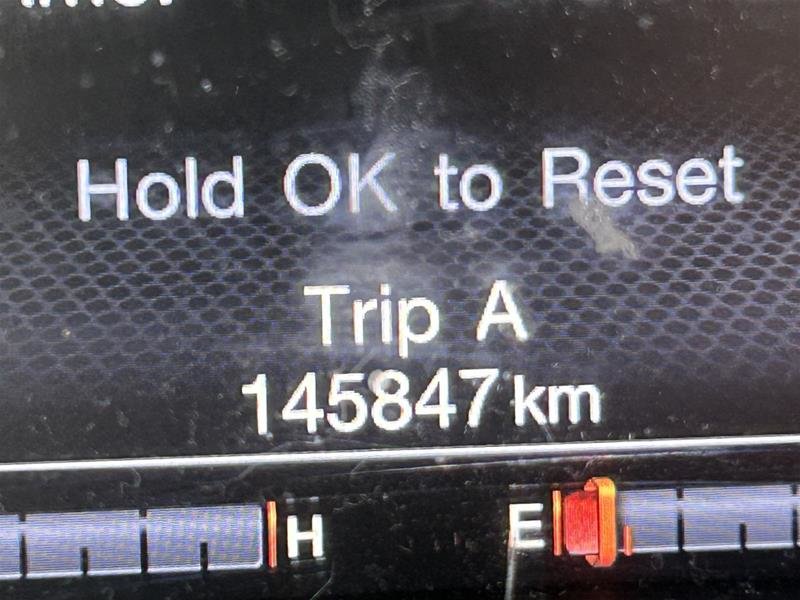 Hold OK to Reset
Trip A
145847 km
H
E